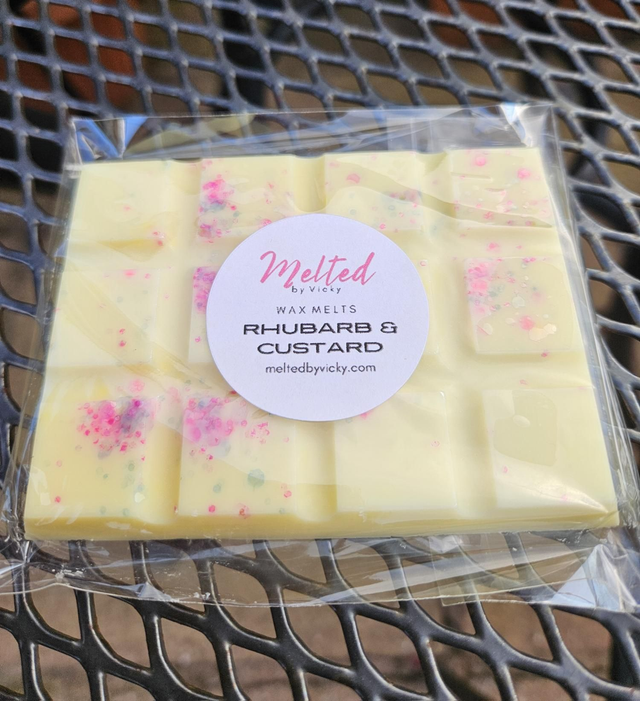 Melted
by Vicky
WAX MELTS
RHUBARB &
CUSTARD
meltedbyvicky.com